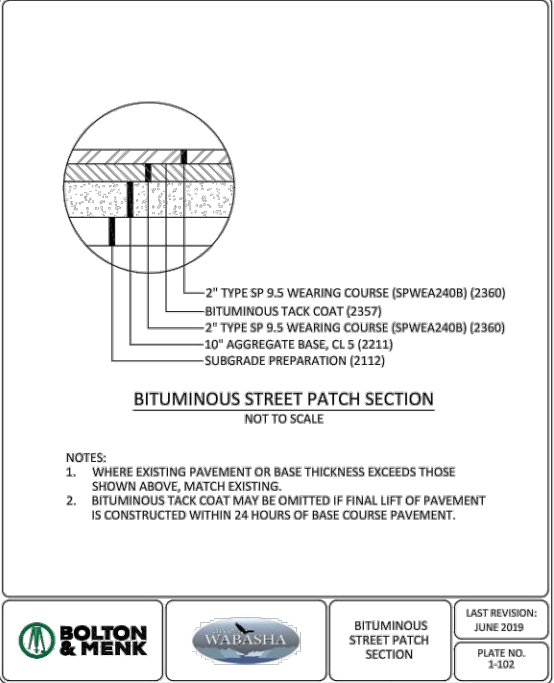 2" TYPE SP 9.5 WEARING COURSE (SPWEA240B) (2360)
BITUMINOUS TACK COAT (2357)
2" TYPE SP 9.5 WEARING COURSE (SPWEA240B) (2360)
10" AGGREGATE BASE, CL 5 (2211)
SUBGRADE PREPARATION (2112)
BITUMINOUS STREET PATCH SECTION
NOT TO SCALE
NOTES:
1. WHERE EXISTING PAVEMENT OR BASE THICKNESS EXCEEDS THOSE
SHOWN ABOVE, MATCH EXISTING.
2. BITUMINOUS TACK COAT MAY BE OMITTED IF FINAL LIFT OF PAVEMENT
IS CONSTRUCTED WITHIN 24 HOURS OF BASE COURSE PAVEMENT.
BOLTON
& MENK
WABASHA
BITUMINOUS
STREET PATCH
SECTION
LAST REVISION:
JUNE 2019
PLATE NO.
1-102